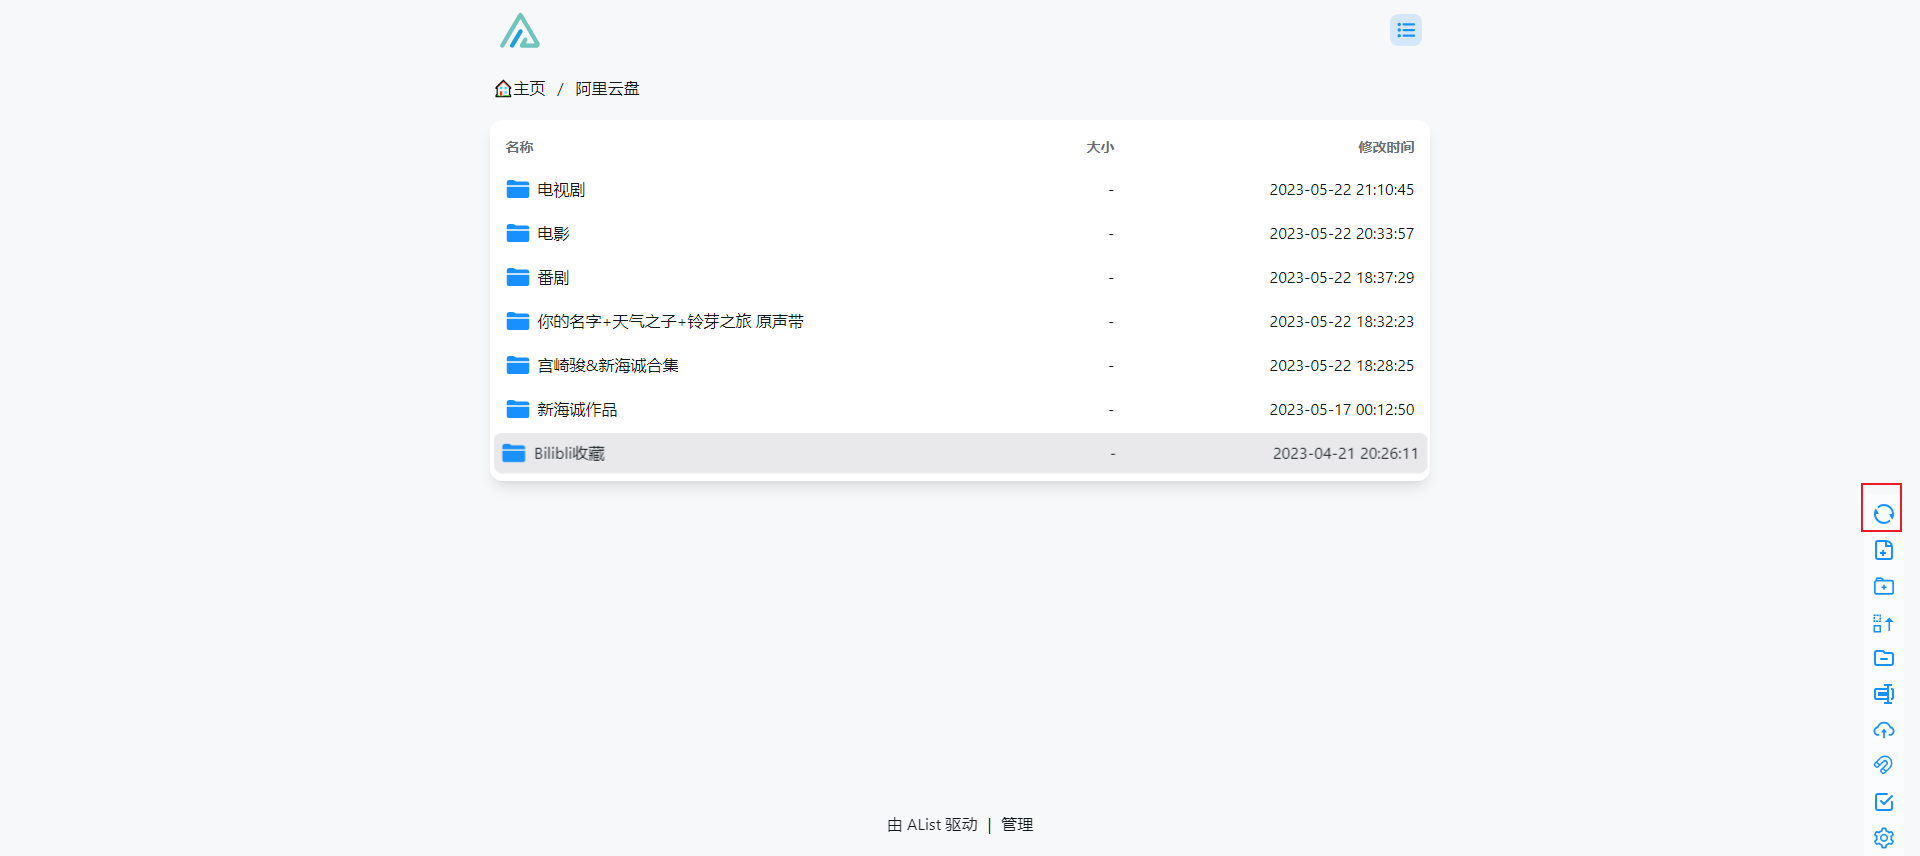 主页 / 阿里云盘
名称 大小 修改时间
电视剧 - 2023-05-22 21:10:45
电影 - 2023-05-22 20:33:57
番剧 - 2023-05-22 18:37:29
你的名字+天气之子+铃芽之旅 原声带 - 2023-05-22 18:32:23
宫崎骏&新海诚合集 - 2023-05-22 18:28:25
新海诚作品 - 2023-05-17 00:12:50
Bilibli收藏 - 2023-04-21 20:26:11
由 AList 驱动 | 管理